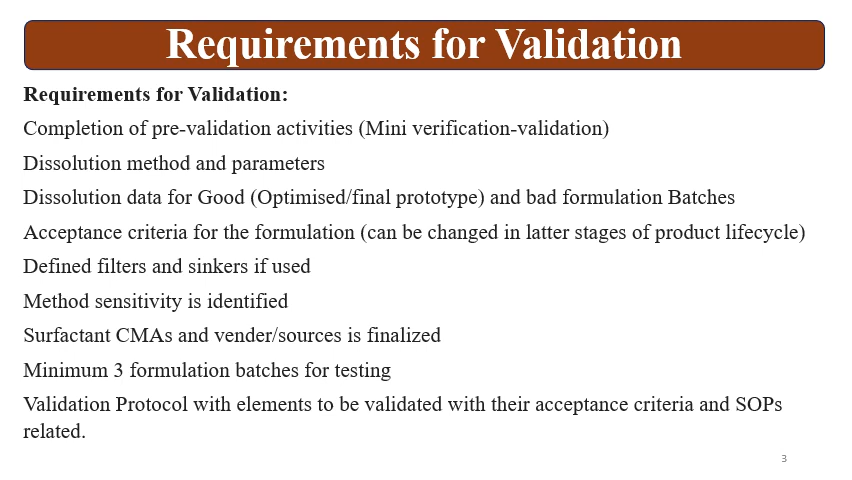 Requirements for Validation
Requirements for Validation:
Completion of pre-validation activities (Mini verification-validation)
Dissolution method and parameters
Dissolution data for Good (Optimised/final prototype) and bad formulation Batches
Acceptance criteria for the formulation (can be changed in latter stages of product lifecycle)
Defined filters and sinkers if used
Method sensitivity is identified
Surfactant CMAs and vender/sources is finalized
Minimum 3 formulation batches for testing
Validation Protocol with elements to be validated with their acceptance criteria and SOPs
related.
3